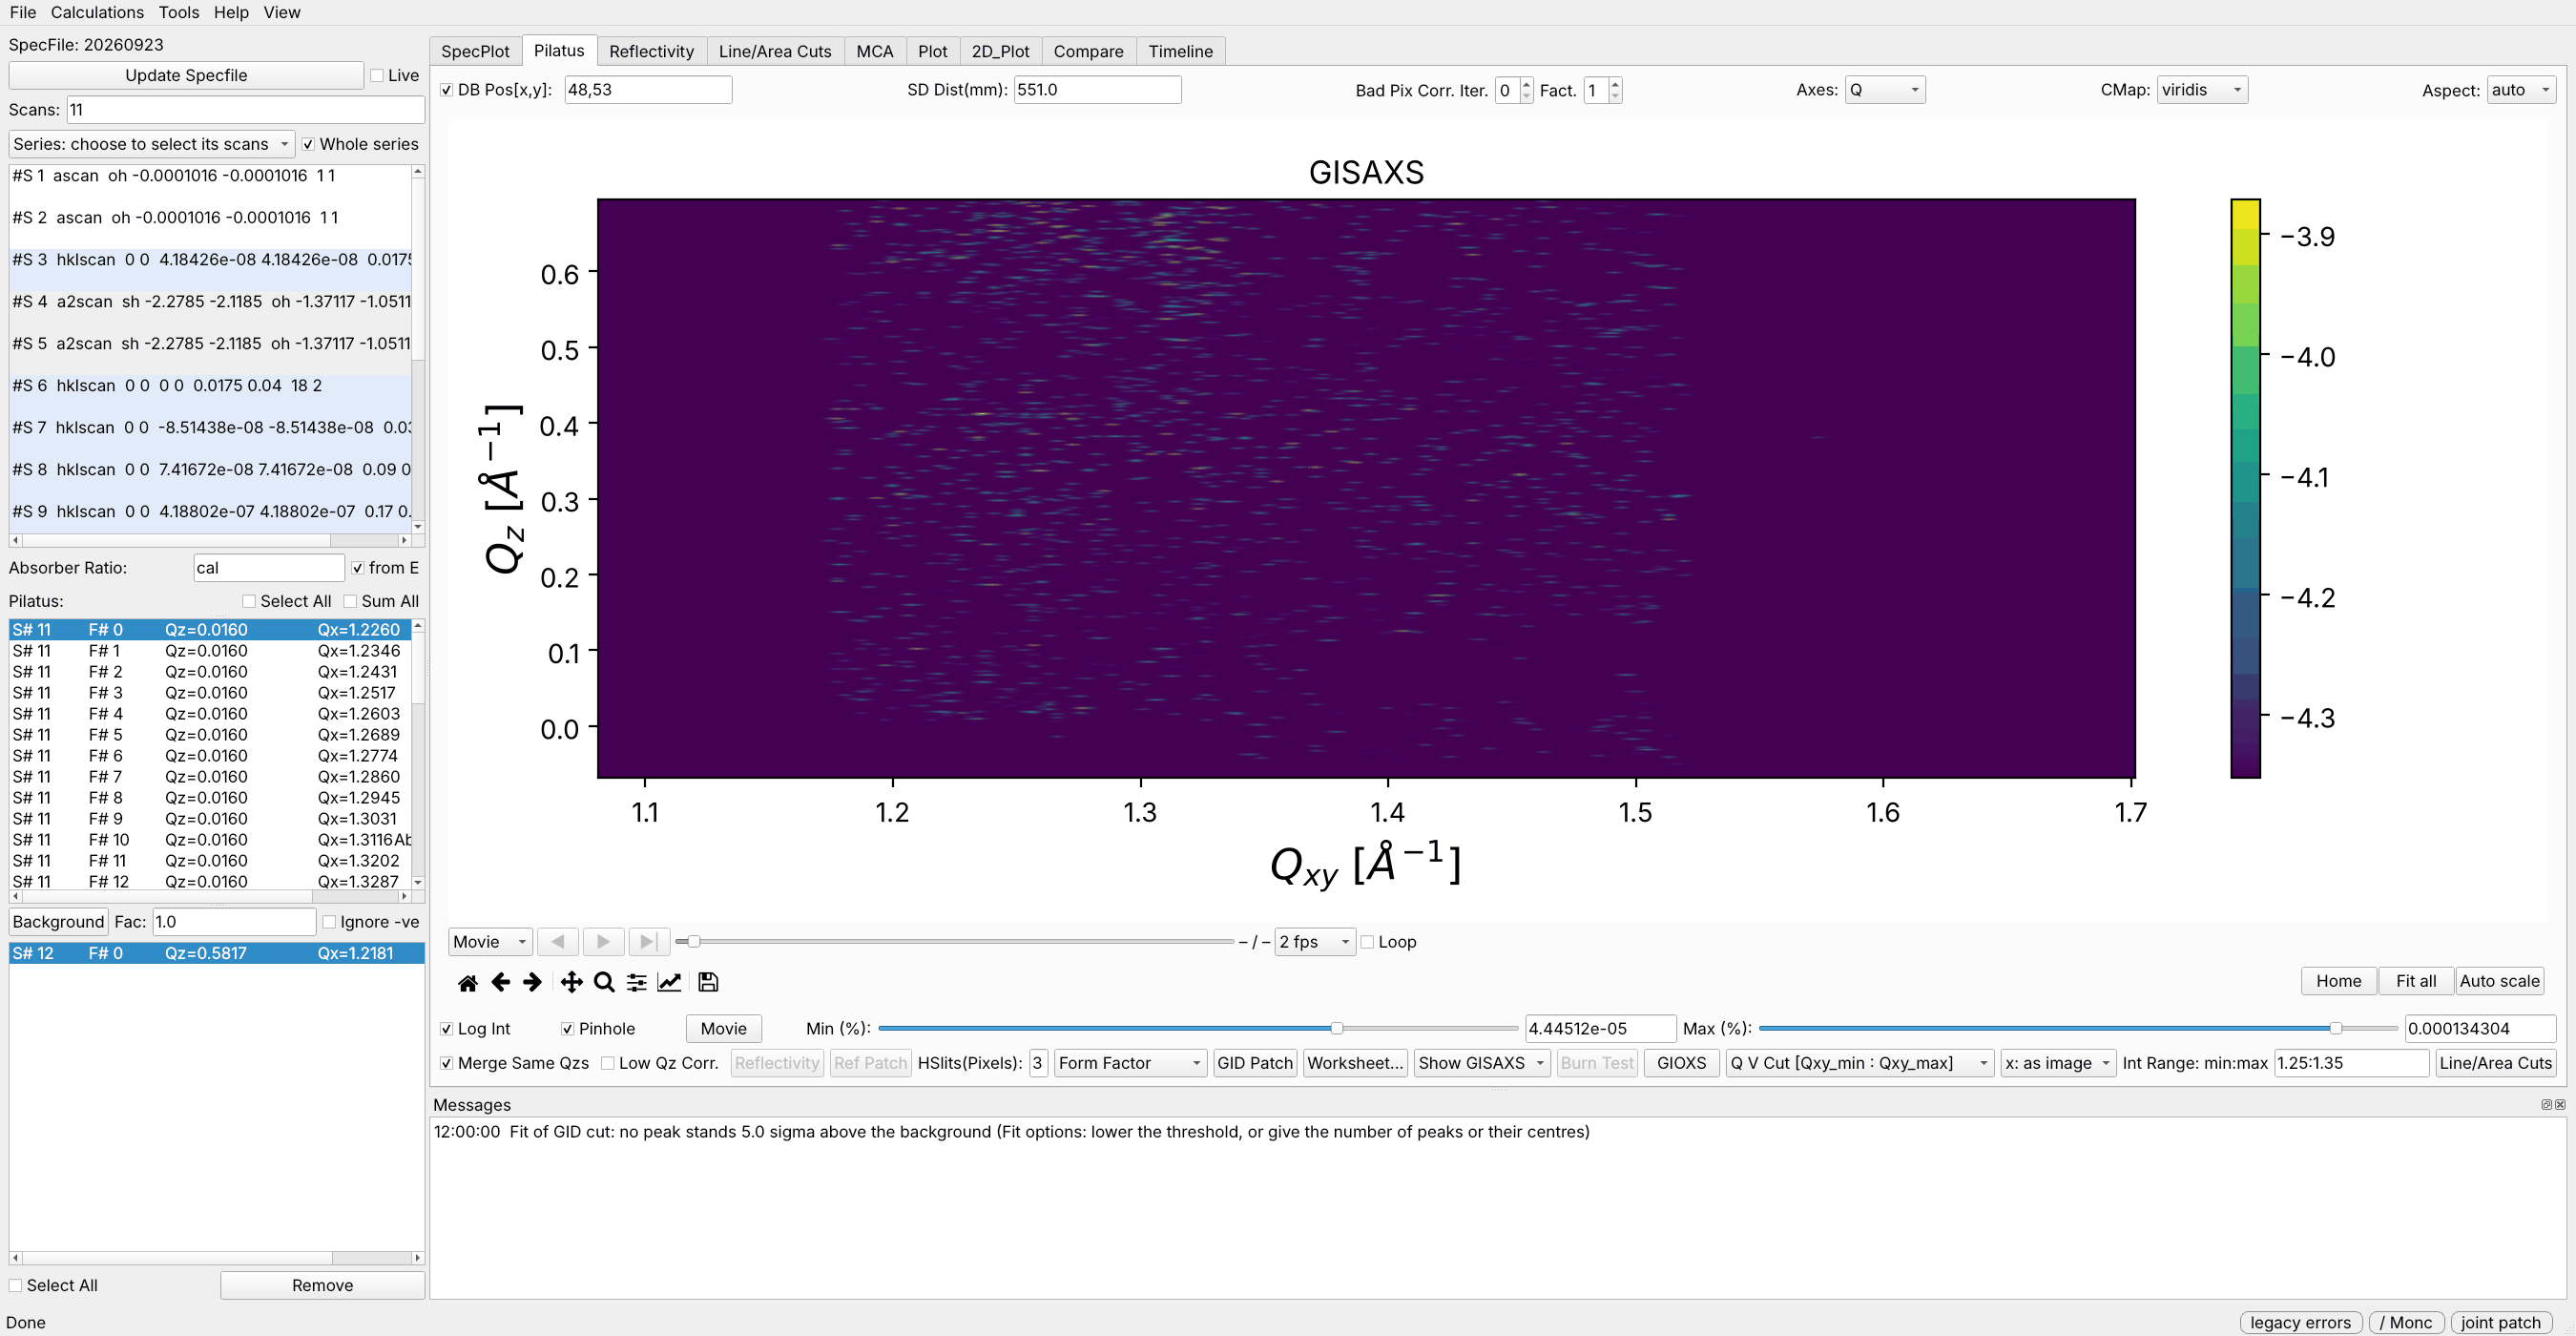 File Calculations Tools Help View
SpecFile: 20260923
Update Specfile Live
Scans: 11
Series: choose to select its scans Whole series
#S 1 ascan oh -0.0001016 -0.0001016 1 1
#S 2 ascan oh -0.0001016 -0.0001016 1 1
#S 3 hklscan 0 0 4.18426e-08 4.18426e-08 0.0175
#S 4 a2scan sh -2.2785 -2.1185 oh -1.37117 -1.0511
#S 5 a2scan sh -2.2785 -2.1185 oh -1.37117 -1.0511
#S 6 hklscan 0 0 0 0 0.0175 0.04 18 2
#S 7 hklscan 0 0 -8.51438e-08 -8.51438e-08 0.03
#S 8 hklscan 0 0 7.41672e-08 7.41672e-08 0.09 0
#S 9 hklscan 0 0 4.18802e-07 4.18802e-07 0.17 0.
Absorber Ratio: cal from E
Pilatus: Select All Sum All
S# 11 F# 0 Qz=0.0160 Qx=1.2260
S# 11 F# 1 Qz=0.0160 Qx=1.2346
S# 11 F# 2 Qz=0.0160 Qx=1.2431
S# 11 F# 3 Qz=0.0160 Qx=1.2517
S# 11 F# 4 Qz=0.0160 Qx=1.2603
S# 11 F# 5 Qz=0.0160 Qx=1.2689
S# 11 F# 6 Qz=0.0160 Qx=1.2774
S# 11 F# 7 Qz=0.0160 Qx=1.2860
S# 11 F# 8 Qz=0.0160 Qx=1.2945
S# 11 F# 9 Qz=0.0160 Qx=1.3031
S# 11 F# 10 Qz=0.0160 Qx=1.3116Ab
S# 11 F# 11 Qz=0.0160 Qx=1.3202
S# 11 F# 12 Qz=0.0160 Qx=1.3287
Background Fac: 1.0 Ignore -ve
S# 12 F# 0 Qz=0.5817 Qx=1.2181
Select All Remove
Done
SpecPlot Pilatus Reflectivity Line/Area Cuts MCA Plot 2D_Plot Compare Timeline
DB Pos[x,y]: 48,53 SD Dist(mm): 551.0 Bad Pix Corr. Iter. 0 Fact. 1 Axes: Q CMap: viridis Aspect: auto
GISAXS
Qz [Å−1]
0.6
0.5
0.4
0.3
0.2
0.1
0.0
1.1 1.2 1.3 1.4 1.5 1.6 1.7
Qxy [Å−1]
−3.9
−4.0
−4.1
−4.2
−4.3
Movie – / – 2 fps Loop
Home Fit all Auto scale
Log Int Pinhole Movie Min (%): 4.44512e-05 Max (%): 0.000134304
Merge Same Qzs Low Qz Corr. Reflectivity Ref Patch HSlits(Pixels): 3 Form Factor GID Patch Worksheet... Show GISAXS Burn Test GIOXS Q V Cut [Qxy_min : Qxy_max] x: as image Int Range: min:max 1.25:1.35 Line/Area Cuts
Messages
12:00:00 Fit of GID cut: no peak stands 5.0 sigma above the background (Fit options: lower the threshold, or give the number of peaks or their centres)
legacy errors / Monc joint patch